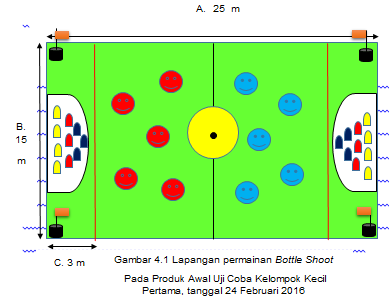 A. 25 m
B.
15
m
C. 3 m
Gambar 4.1 Lapangan permainan Bottle Shoot
Pada Produk Awal Uji Coba Kelompok Kecil
Pertama, tanggal 24 Februari 2016